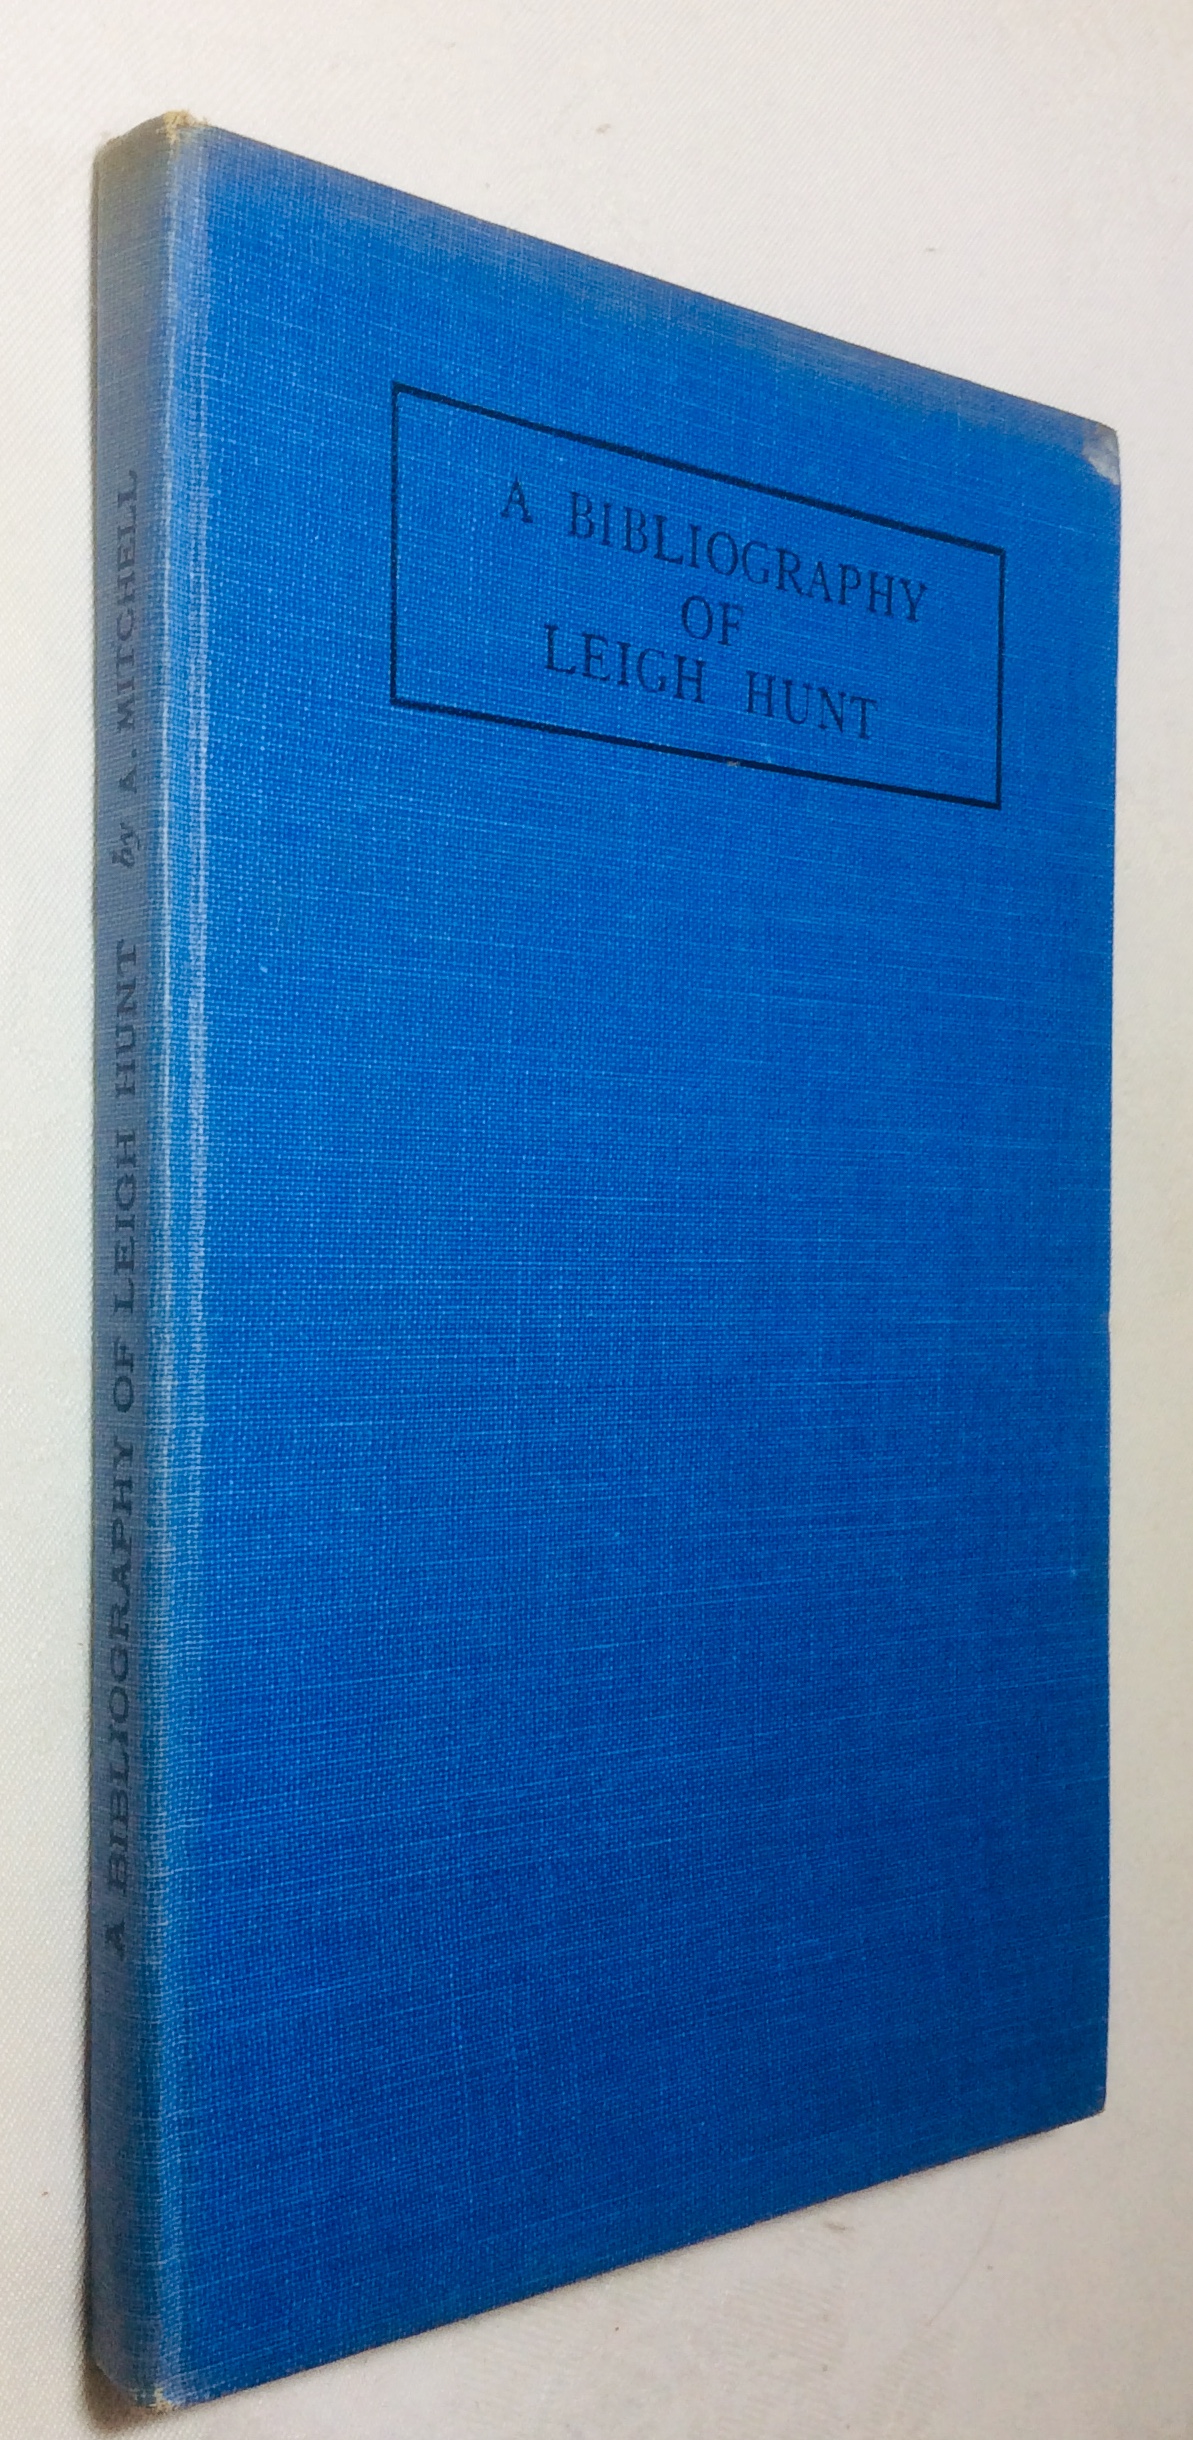 A BIBLIOGRAPHY
OF
LEIGH HUNT
A BIBLIOGRAPHY OF LEIGH HUNT by A. MITCHELL